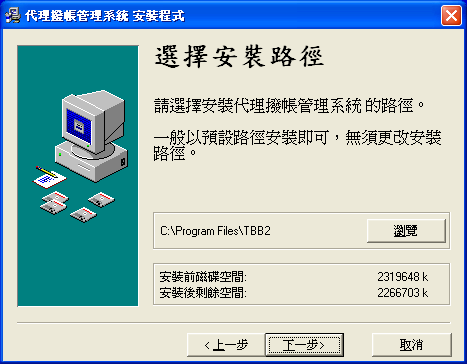 代理撥帳管理系統 安裝程式
選擇安裝路徑
請選擇安裝代理撥帳管理系統 的路徑。
一般以預設路徑安裝即可，無須更改安裝
路徑。
C:\Program Files\TBB2
瀏覽
安裝前磁碟空間: 2319648 k
安裝後剩餘空間: 2266703 k
<上一步 下一步> 取消